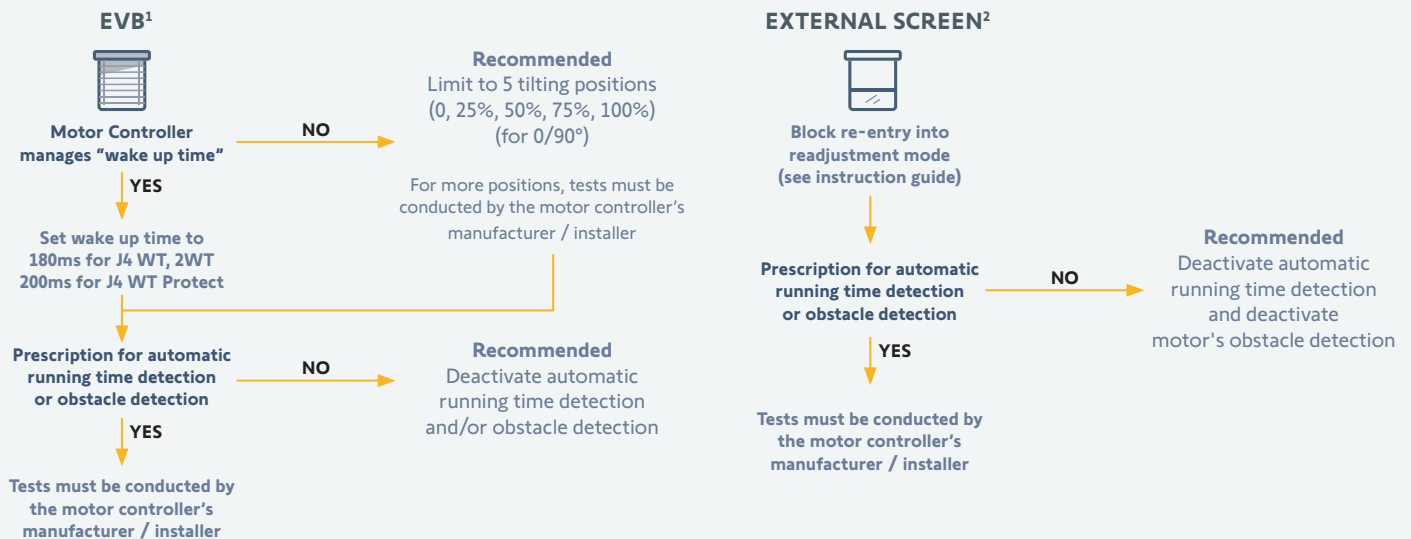 EVB¹
Motor Controller
manages "wake up time"
NO
Recommended
Limit to 5 tilting positions
(0, 25%, 50%, 75%, 100%)
(for 0/90°)
For more positions, tests must be
conducted by the motor controller's
manufacturer / installer
YES
Set wake up time to
180ms for J4 WT, 2WT
200ms for J4 WT Protect
Prescription for automatic
running time detection
or obstacle detection
NO
Recommended
Deactivate automatic
running time detection
and/or obstacle detection
YES
Tests must be conducted by
the motor controller's
manufacturer / installer
EXTERNAL SCREEN²
Block re-entry into
readjustment mode
(see instruction guide)
Prescription for automatic
running time detection
or obstacle detection
NO
Recommended
Deactivate automatic
running time detection
and deactivate
motor's obstacle detection
YES
Tests must be conducted by
the motor controller's
manufacturer / installer